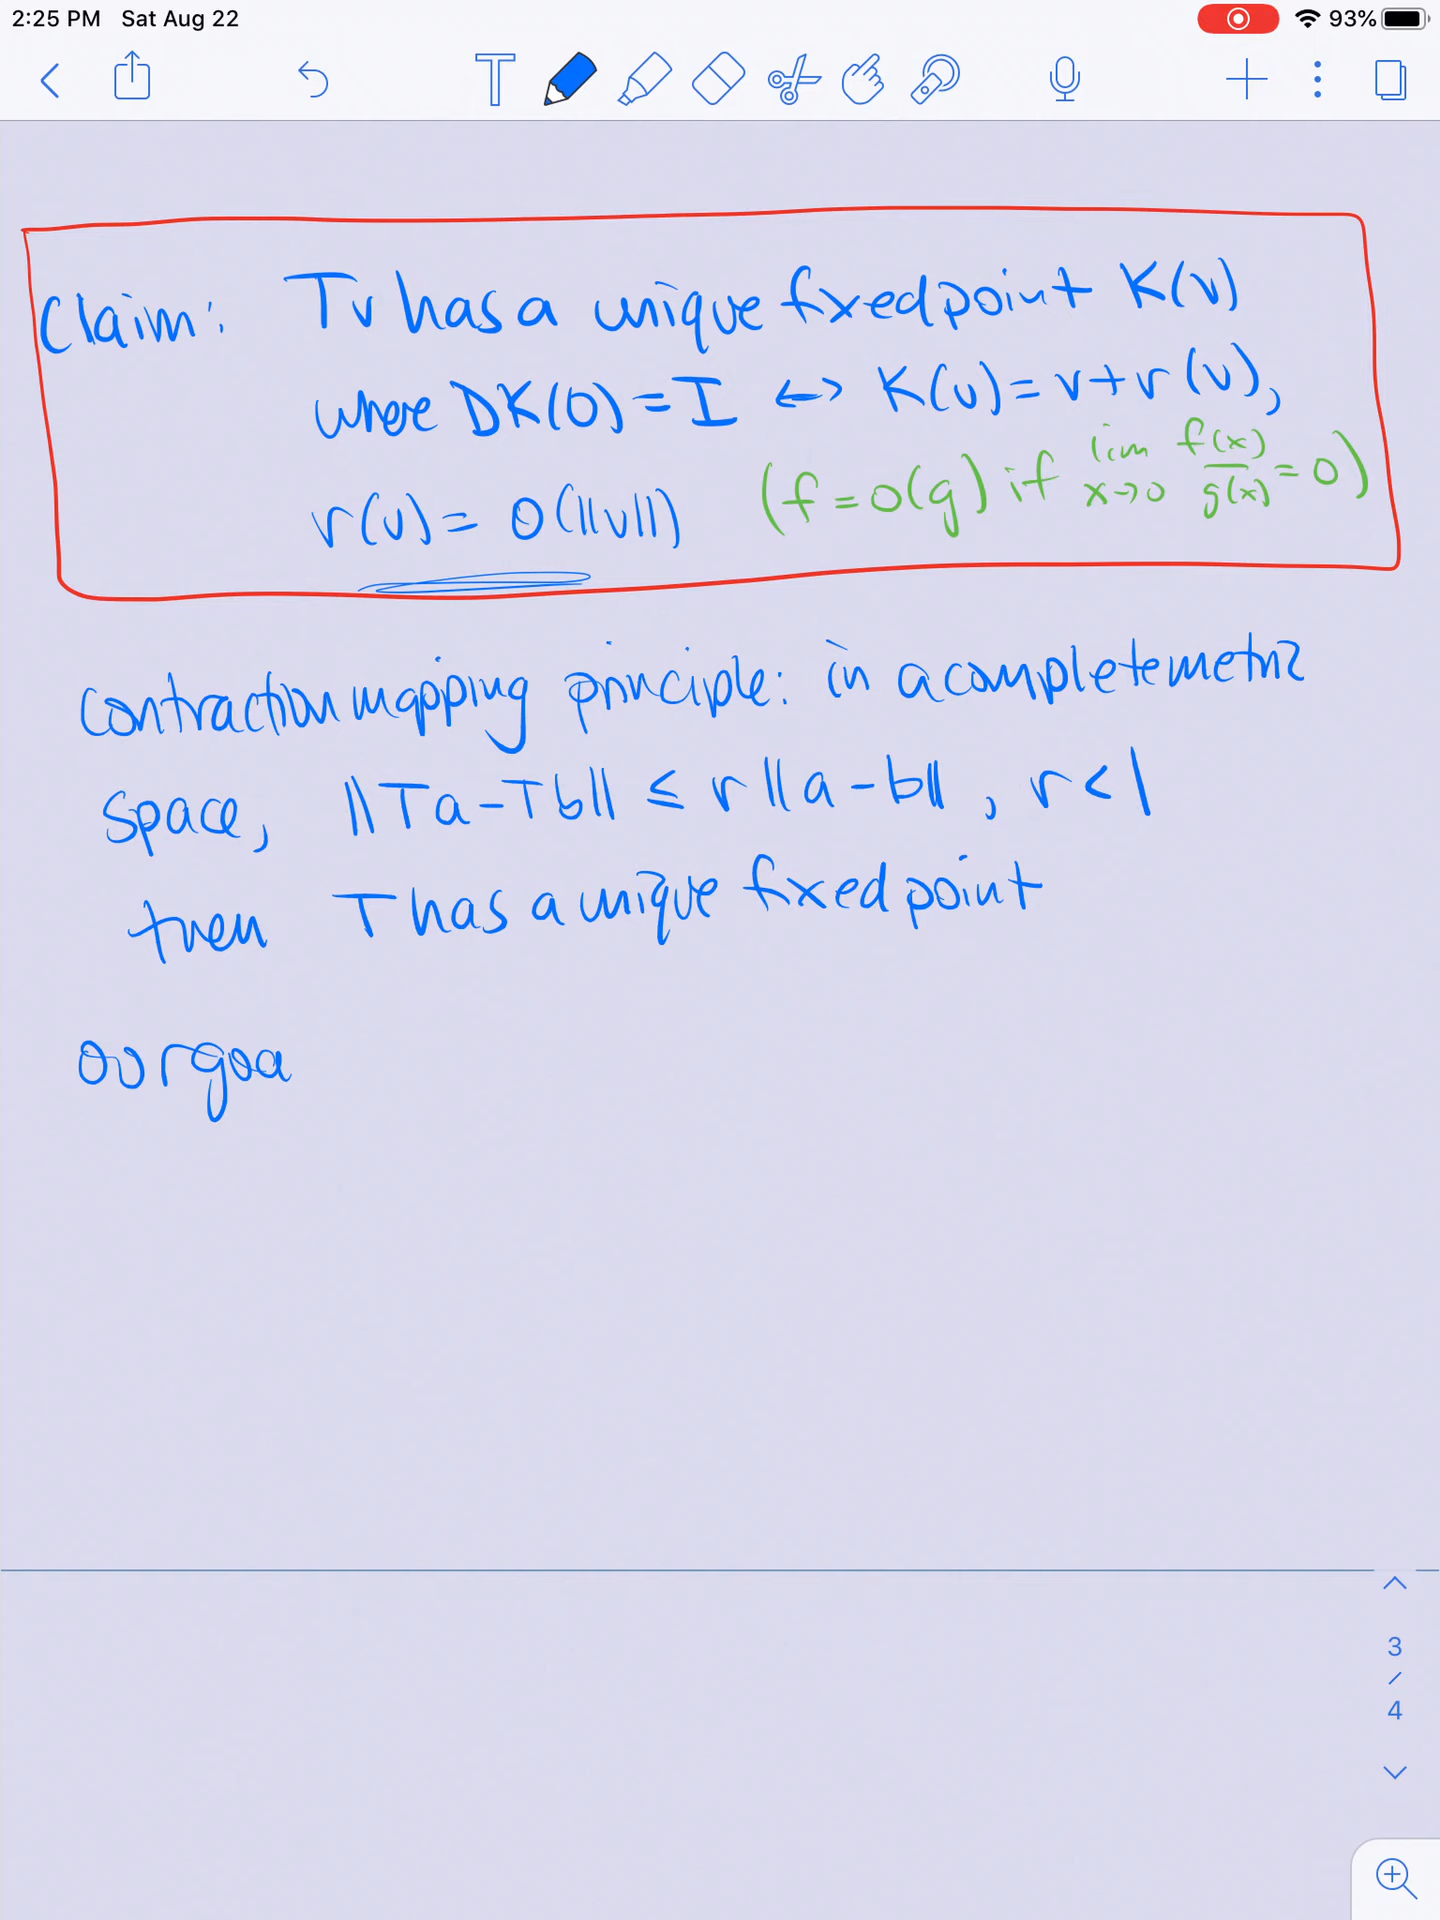 2:25 PM Sat Aug 22 93%
T
Claim: Tv has a unique fixed point K(v)
where DK(0) = I ↔ K(v) = v + r(v),
r(v) = o(||v||) (f = o(g) if lim x→0 f(x)/g(x) = 0)
contraction mapping principle: in a complete metric
space, ||Ta - Tb|| ≤ r||a - b||, r < 1
then T has a unique fixed point
our goa
3
/
4